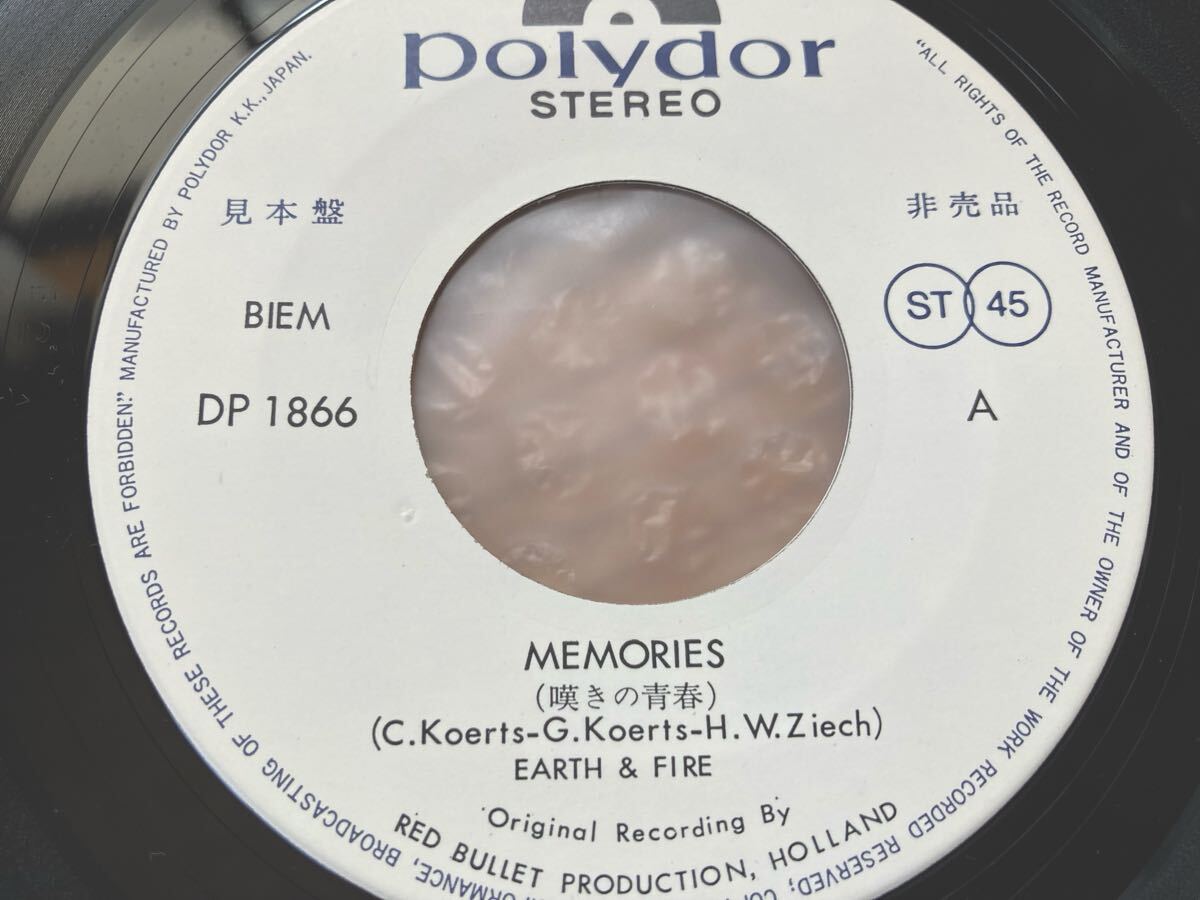 polydor
STEREO
見本盤
非売品
BIEM
ST 45
DP 1866
A
MEMORIES
(嘆きの青春)
(C.Koerts-G.Koerts-H.W.Ziech)
EARTH & FIRE
Original Recording By
RED BULLET PRODUCTION, HOLLAND
"ALL RIGHTS OF THE RECORD MANUFACTURER AND OF THE OWNER OF THE WORK RECORDED RESERVED;
FORMANCE, BROADCASTING OF THESE RECORDS ARE FORBIDDEN." MANUFACTURED BY POLYDOR K.K., JAPAN.